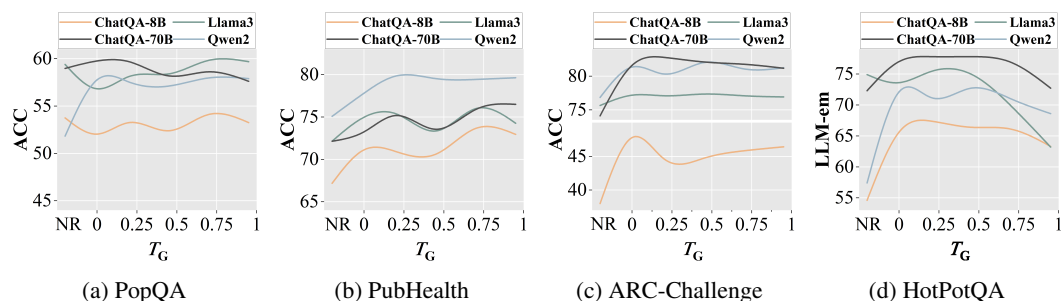 ChatQA-8B Llama3
ChatQA-70B Qwen2
60
56
52
48
44
ACC
NR 0 0.25 0.5 0.75 1
T_G
(a) PopQA
ChatQA-8B Llama3
ChatQA-70B Qwen2
80
75
70
65
ACC
NR 0 0.25 0.5 0.75 1
T_G
(b) PubHealth
ChatQA-8B Llama3
ChatQA-70B Qwen2
80
75
45
40
ACC
NR 0 0.25 0.5 0.75 1
T_G
(c) ARC-Challenge
ChatQA-8B Llama3
ChatQA-70B Qwen2
75
70
65
60
55
LLM-em
NR 0 0.25 0.5 0.75 1
T_G
(d) HotPotQA